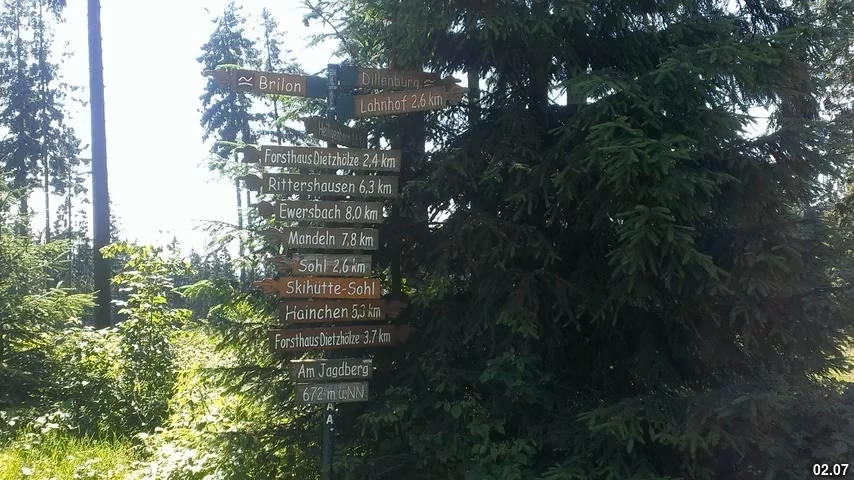 ≈ Brilon
Dillenburg ≈
Lahnhof 2.6 km
Forsthaus Dietzhölze 2,4 km
Rittershausen 6.3 km
Ewersbach 8,0 km
Mandeln 7,8 km
Sohl 2,6 km
Skihütte-Sohl
Hainchen 5,3 km
Forsthaus Dietzhölze 3.7 km
Am Jagdberg
672 m ü.NN
02.07